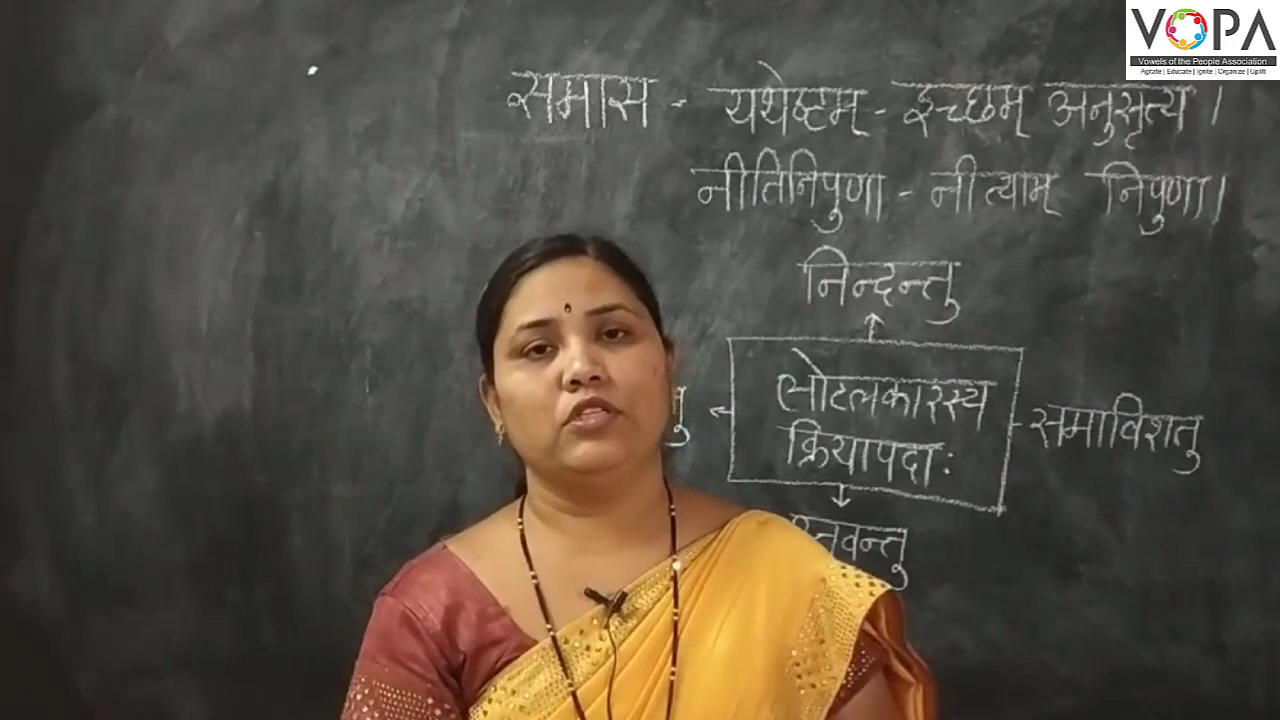 VOPA
Vowels of the People Association
Agitate | Educate | Ignite | Organize | Uplift
समास - यथेष्टम् - इच्छम् अनुसृत्य ।
नीतिनिपुणा - नीत्याम् निपुणा।
निन्दन्तु
लोटलकारस्य
क्रियापदाः
समाविशतु